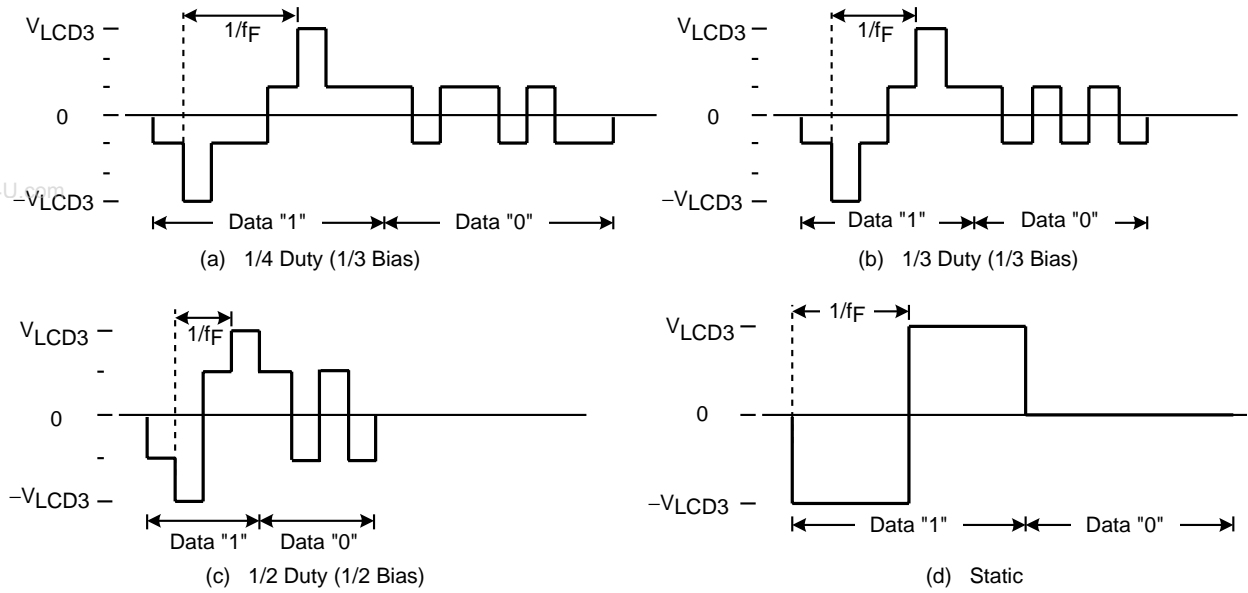 VLCD3
1/fF
0
−VLCD3
Data "1"
Data "0"
(a) 1/4 Duty (1/3 Bias)
VLCD3
1/fF
0
−VLCD3
Data "1"
Data "0"
(b) 1/3 Duty (1/3 Bias)
VLCD3
1/fF
0
−VLCD3
Data "1"
Data "0"
(c) 1/2 Duty (1/2 Bias)
VLCD3
1/fF
0
−VLCD3
Data "1"
Data "0"
(d) Static